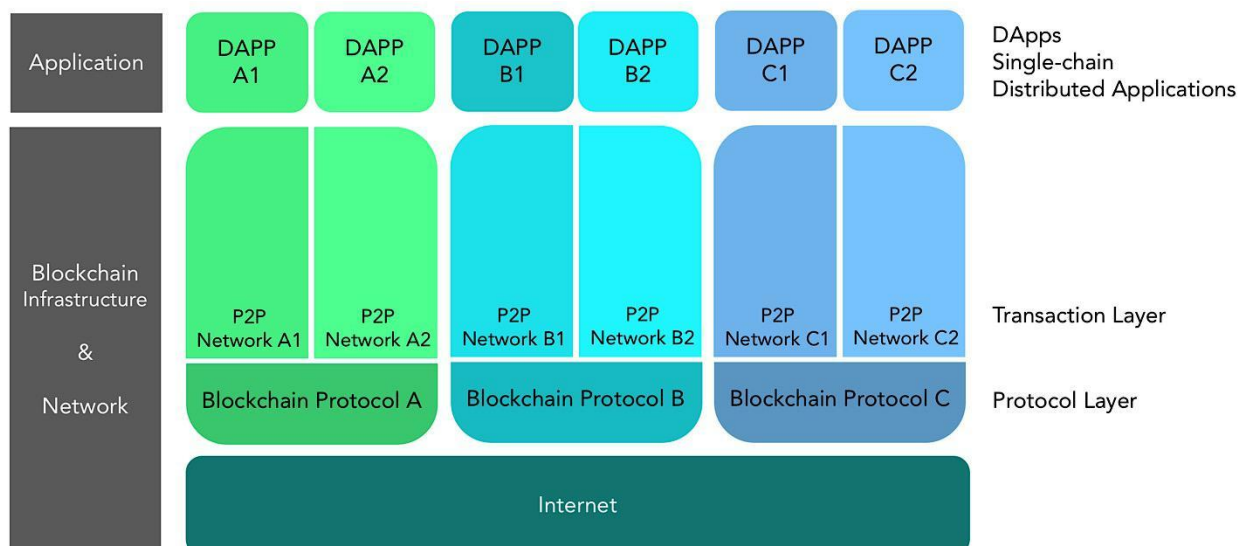 Application
DAPP
A1
DAPP
A2
DAPP
B1
DAPP
B2
DAPP
C1
DAPP
C2
DApps
Single-chain
Distributed Applications
Blockchain
Infrastructure
&
Network
P2P
Network A1
P2P
Network A2
P2P
Network B1
P2P
Network B2
P2P
Network C1
P2P
Network C2
Transaction Layer
Blockchain Protocol A
Blockchain Protocol B
Blockchain Protocol C
Protocol Layer
Internet